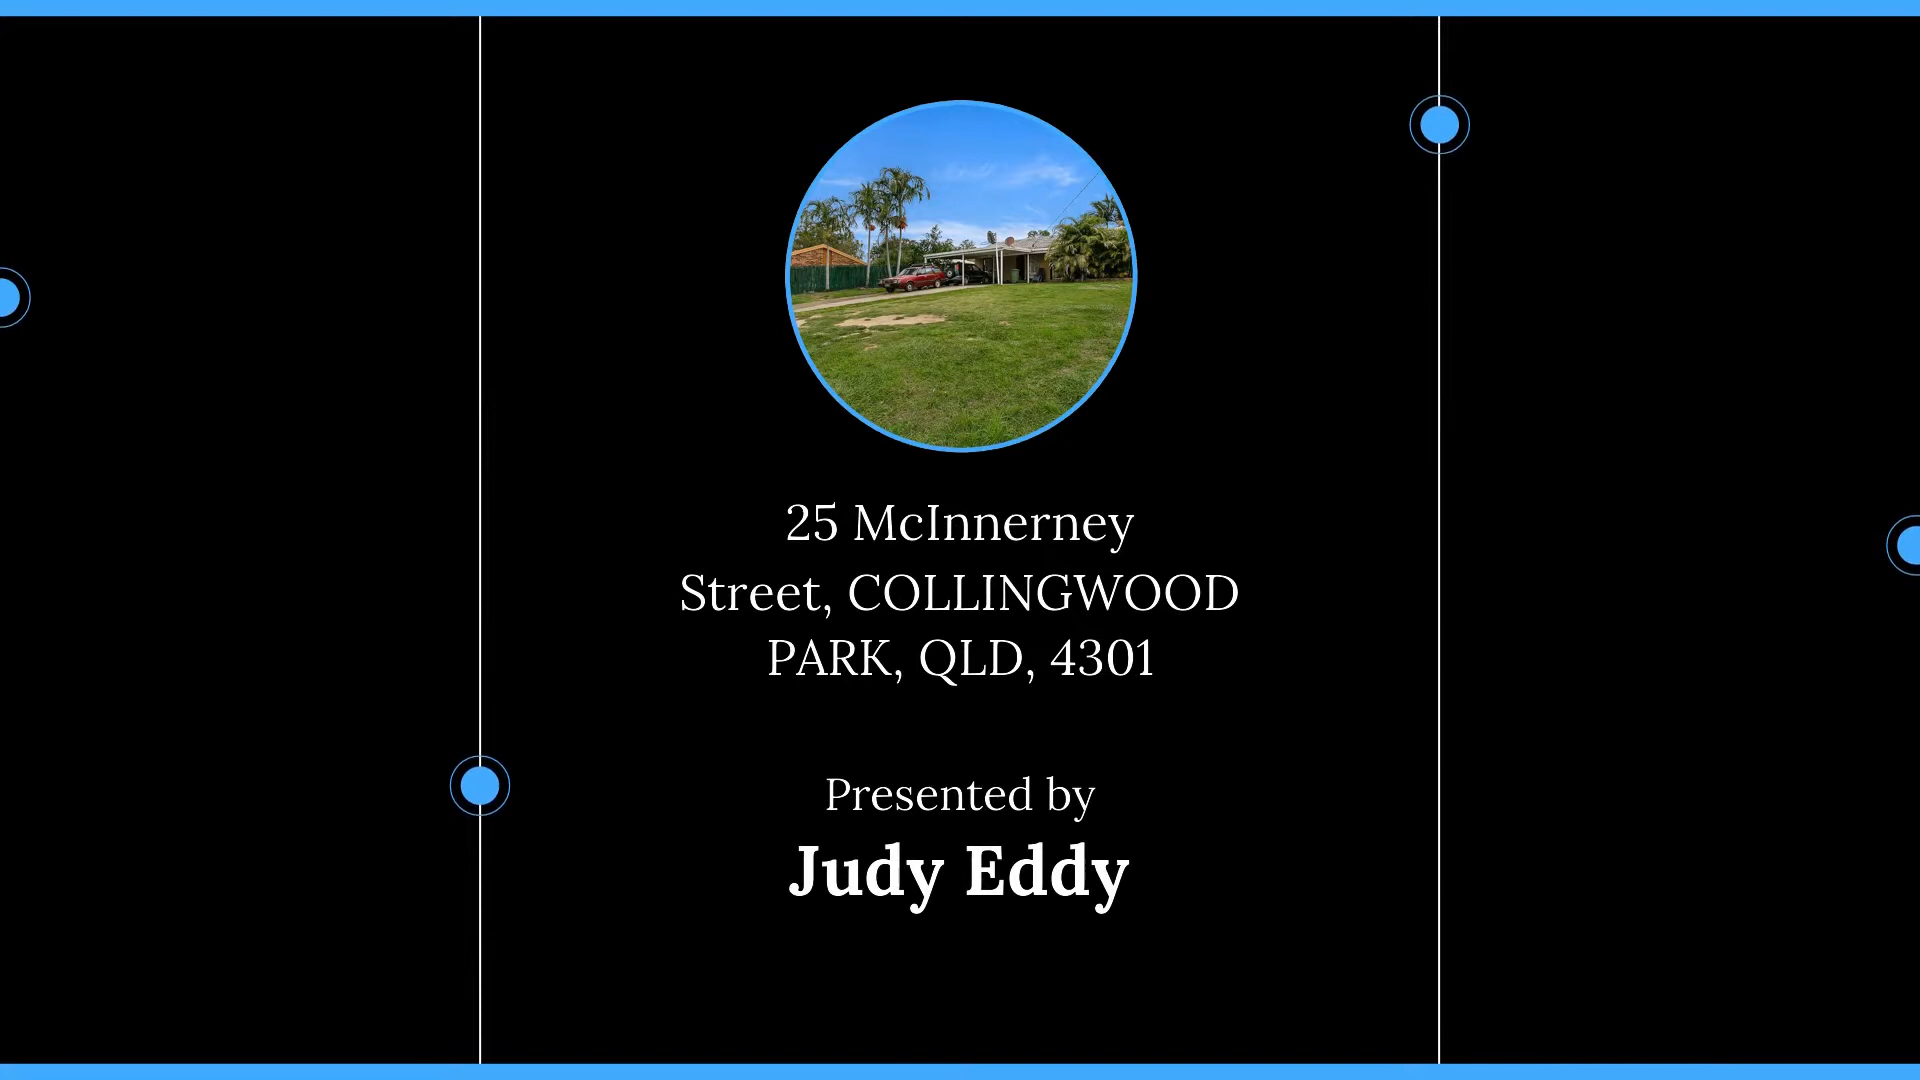 25 McInnerney
Street, COLLINGWOOD
PARK, QLD, 4301
Presented by
Judy Eddy